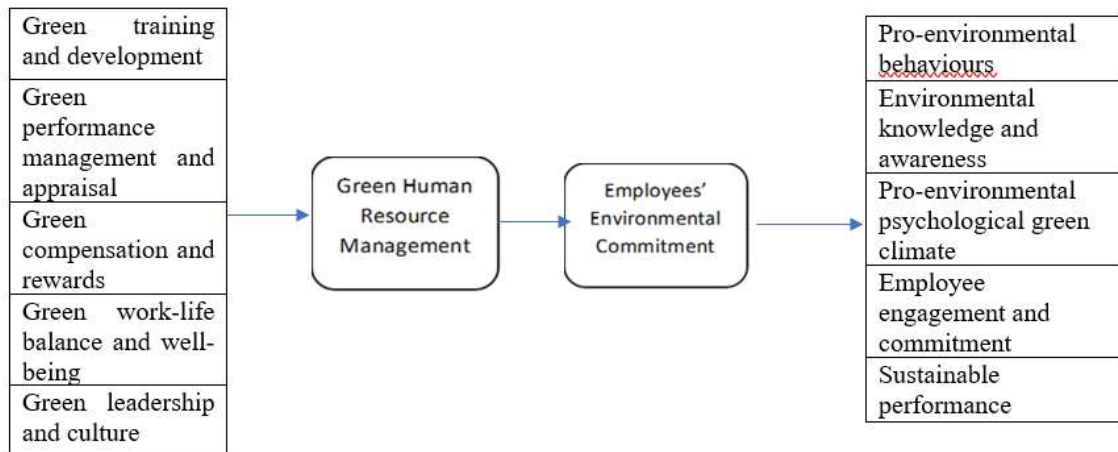 Green training
and development
Green
performance
management and
appraisal
Green
compensation and
rewards
Green work-life
balance and well-
being
Green leadership
and culture
Green Human
Resource
Management
Employees'
Environmental
Commitment
Pro-environmental
behaviours
Environmental
knowledge and
awareness
Pro-environmental
psychological green
climate
Employee
engagement and
commitment
Sustainable
performance